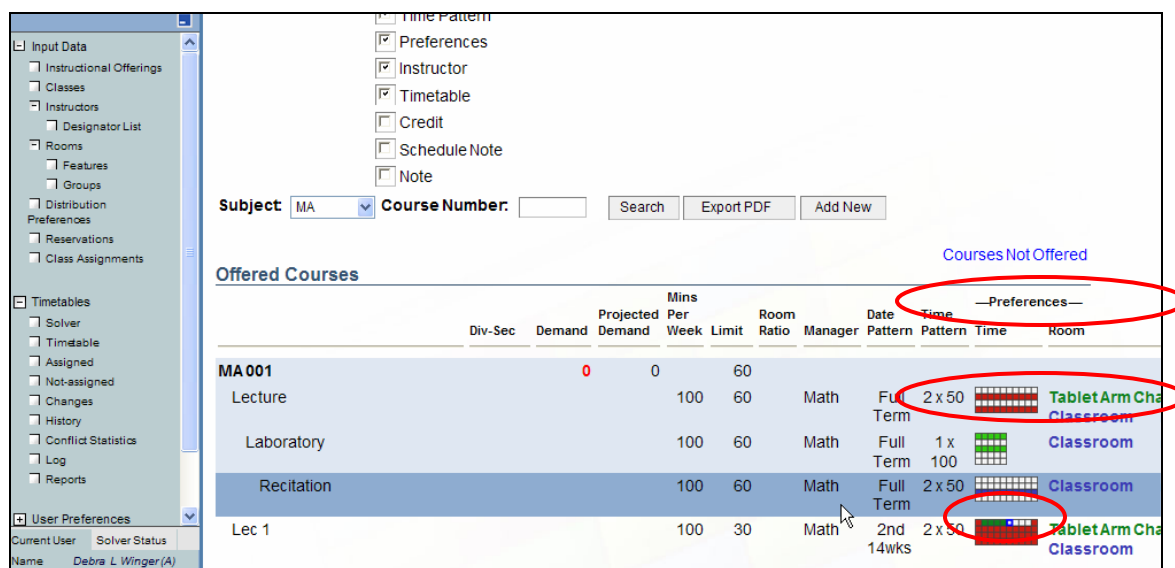 Input Data
Instructional Offerings
Classes
Instructors
Designator List
Rooms
Features
Groups
Distribution
Preferences
Reservations
Class Assignments
Timetables
Solver
Timetable
Assigned
Not-assigned
Changes
History
Conflict Statistics
Log
Reports
User Preferences
Current User Solver Status
Name Debra L Winger (A)
Time Pattern
Preferences
Instructor
Timetable
Credit
Schedule Note
Note
Subject: MA Course Number: Search Export PDF Add New
Courses Not Offered
Offered Courses
Mins —Preferences—
Projected Per Room Date Time
Div-Sec Demand Demand Week Limit Ratio Manager Pattern Pattern Time Room
MA 001 0 0 60
Lecture 100 60 Math Full 2 x 50 Tablet Arm Cha
Term Classroom
Laboratory 100 60 Math Full 1 x Classroom
Term 100
Recitation 100 60 Math Full 2 x 50 Classroom
Term
Lec 1 100 30 Math 2nd 2 x 50 Tablet Arm Cha
14wks Classroom